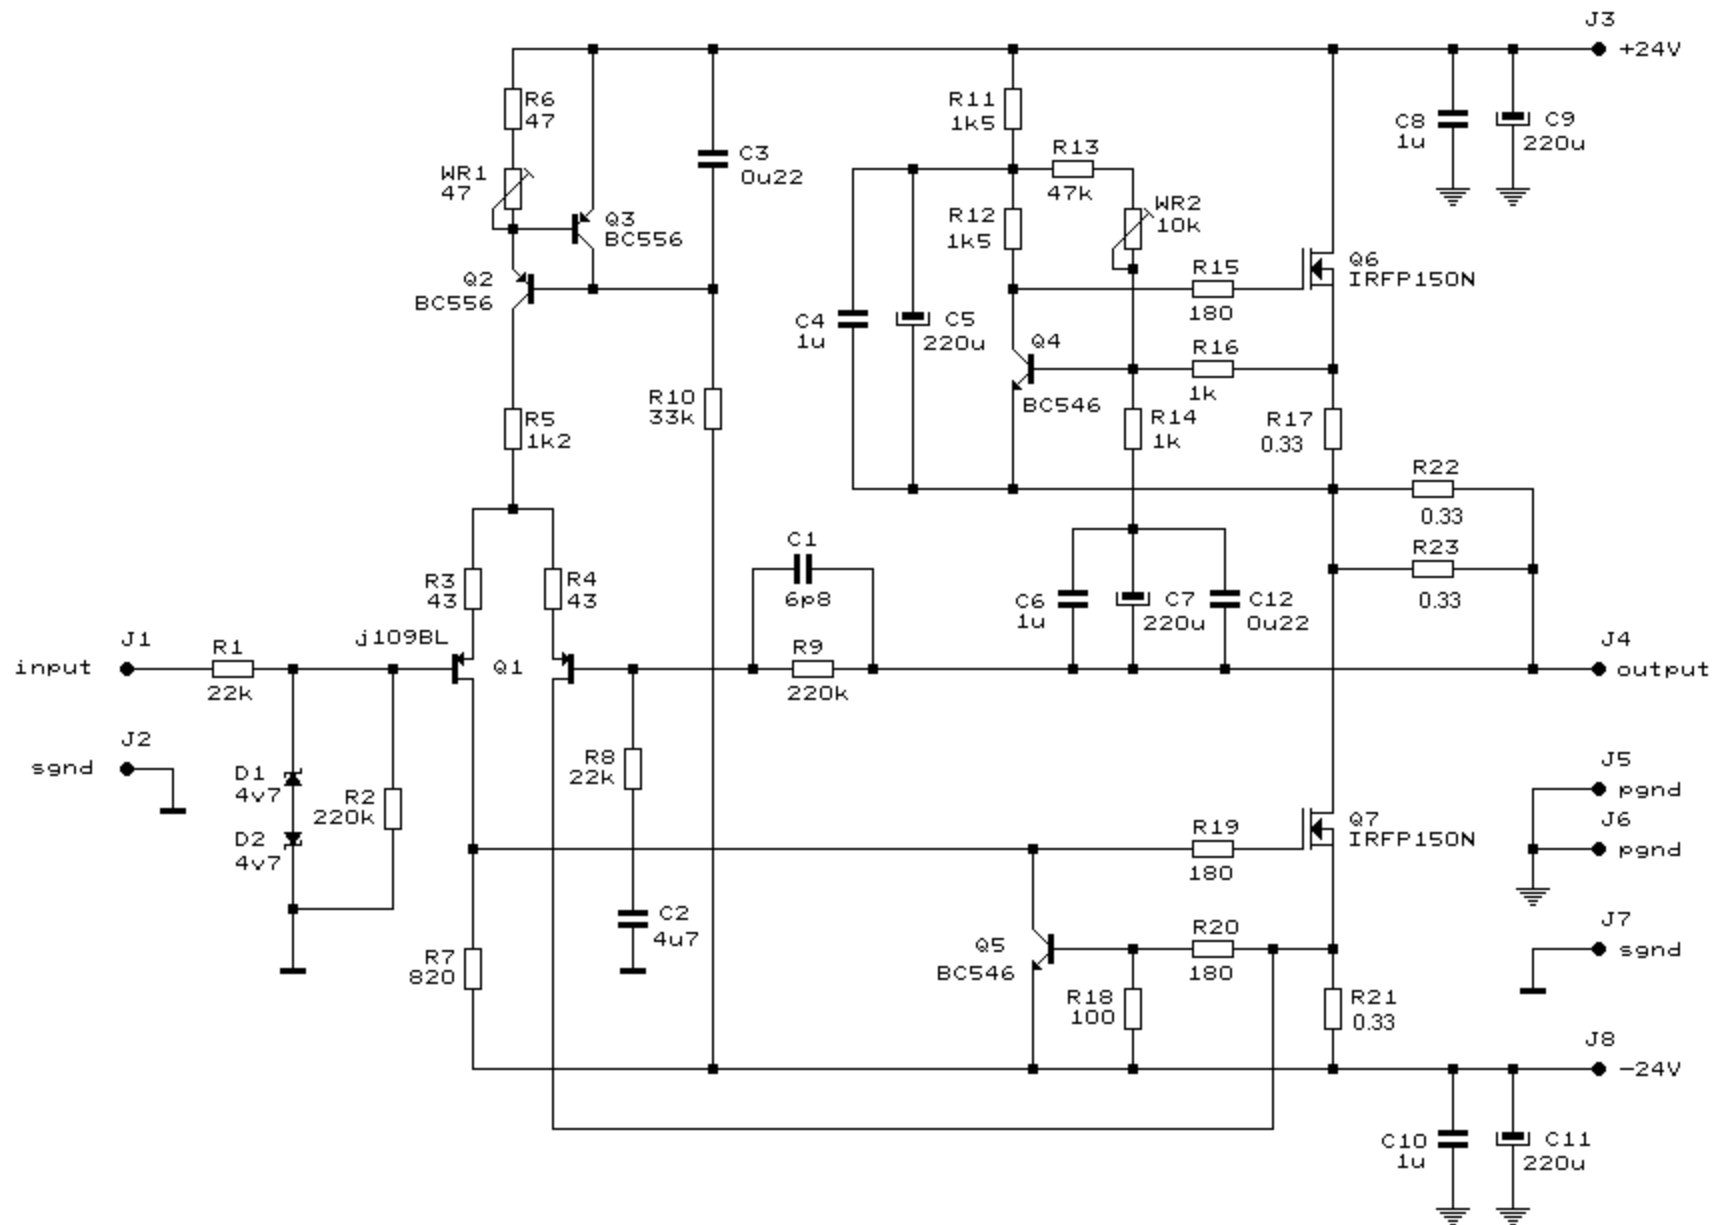 J3
+24V
R6
47
R11
1k5
C8
1u
C9
220u
C3
0u22
R13
47k
WR1
47
WR2
10k
R12
1k5
Q3
BC556
Q2
BC556
R15
180
Q6
IRFP150N
C4
1u
C5
220u
Q4
BC546
R16
1k
R10
33k
R5
1k2
R14
1k
R17
0.33
R22
0.33
C1
6p8
R23
0.33
R3
43
R4
43
C6
1u
C7
220u
C12
0u22
J1
input
R1
22k
j109BL
Q1
R9
220k
J4
output
J2
sgnd
D1
4v7
R2
220k
D2
4v7
R8
22k
J5
pgnd
J6
pgnd
R19
180
Q7
IRFP150N
C2
4u7
R7
820
Q5
BC546
R20
180
J7
sgnd
R18
100
R21
0.33
J8
-24V
C10
1u
C11
220u